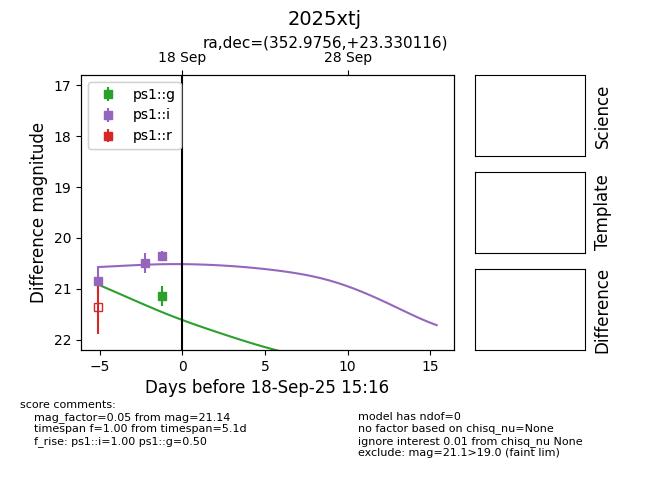 2025xtj
ra,dec=(352.9756,+23.330116)
18 Sep
28 Sep
17
18
19
20
21
22
Difference magnitude
ps1::g
ps1::i
ps1::r
−5
0
5
10
15
Days before 18-Sep-25 15:16
Science
Template
Difference
score comments:
mag_factor=0.05 from mag=21.14
timespan f=1.00 from timespan=5.1d
f_rise: ps1::i=1.00 ps1::g=0.50
model has ndof=0
no factor based on chisq_nu=None
ignore interest 0.01 from chisq_nu None
exclude: mag=21.1>19.0 (faint lim)